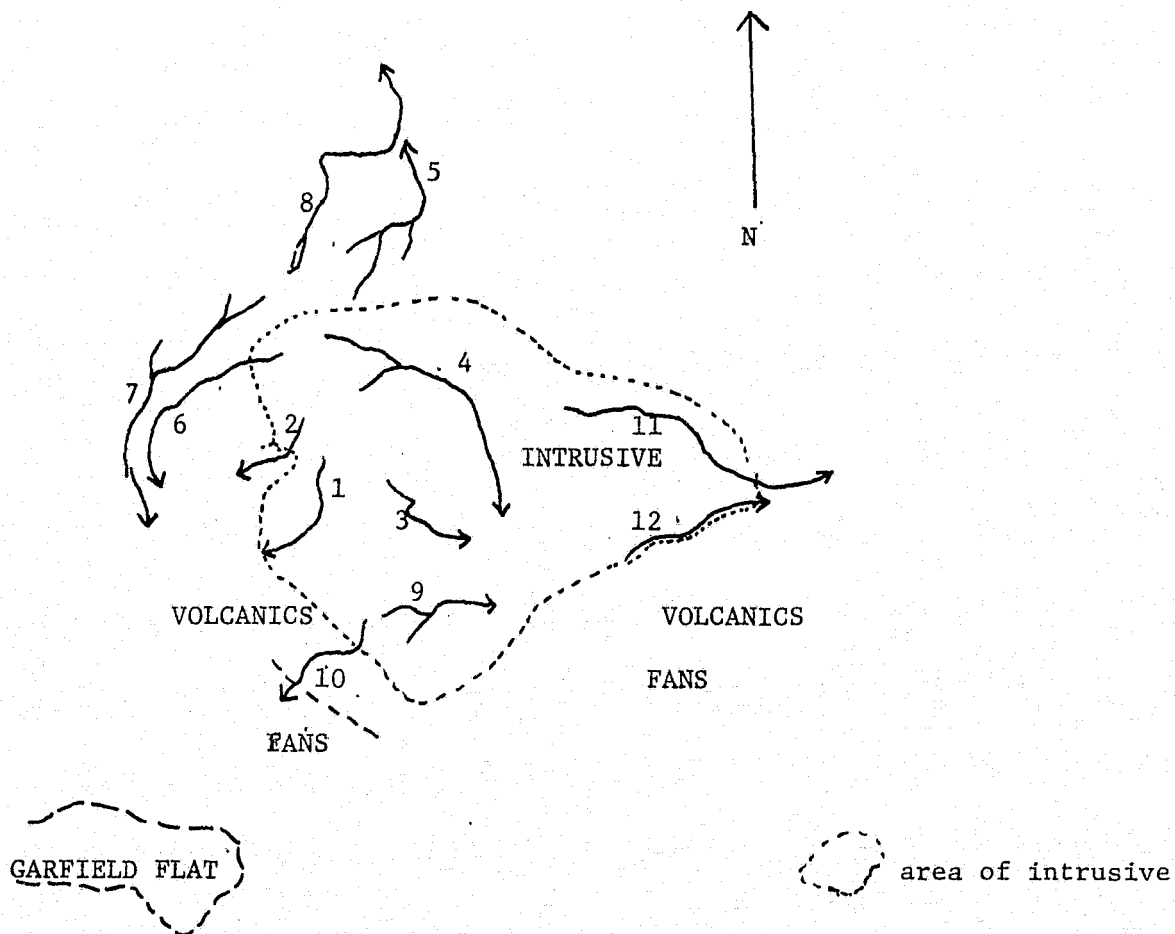 5
8
N
4
7
6
2
11
INTRUSIVE
1
3
12
9
VOLCANICS
VOLCANICS
10
FANS
FANS
GARFIELD FLAT
area of intrusive